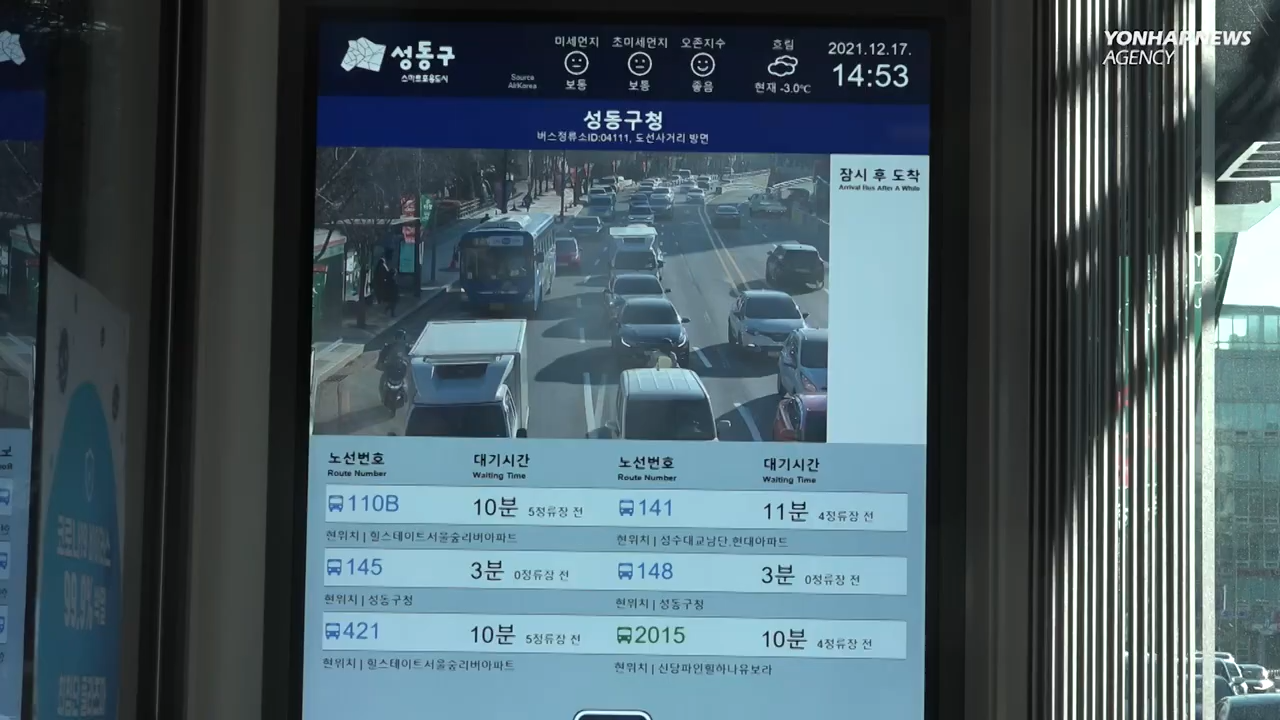 YONHAP NEWS
AGENCY
성동구
스마트포용도시
Source
AirKorea
미세먼지
보통
초미세먼지
보통
오존지수
좋음
흐림
현재 -3.0℃
2021.12.17.
14:53
성동구청
버스정류소ID:04111, 도선사거리 방면
잠시 후 도착
Arrival Bus After A While
노선번호 대기시간 노선번호 대기시간
Route Number Waiting Time Route Number Waiting Time
110B 10분 5정류장 전 141 11분 4정류장 전
현위치 | 힐스테이트서울숲리버아파트 현위치 | 성수대교남단.현대아파트
145 3분 0정류장 전 148 3분 0정류장 전
현위치 | 성동구청 현위치 | 성동구청
421 10분 5정류장 전 2015 10분 4정류장 전
현위치 | 힐스테이트서울숲리버아파트 현위치 | 신당파인힐하나유보라